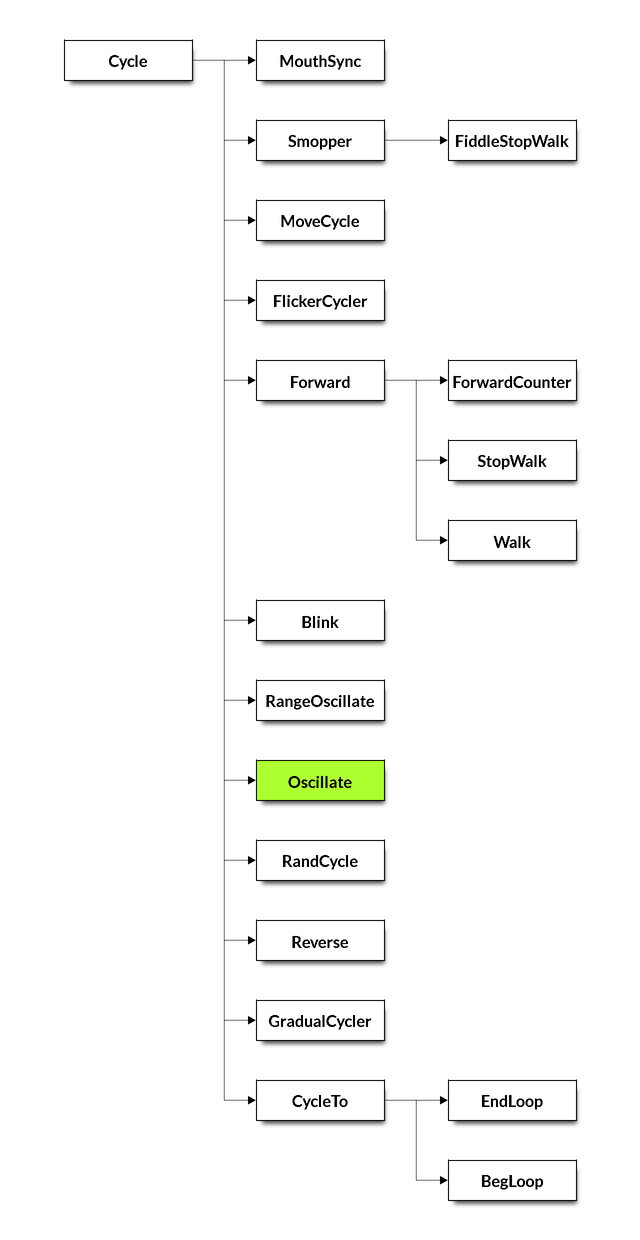 Cycle
MouthSync
Smopper
FiddleStopWalk
MoveCycle
FlickerCycler
Forward
ForwardCounter
StopWalk
Walk
Blink
RangeOscillate
Oscillate
RandCycle
Reverse
GradualCycler
CycleTo
EndLoop
BegLoop